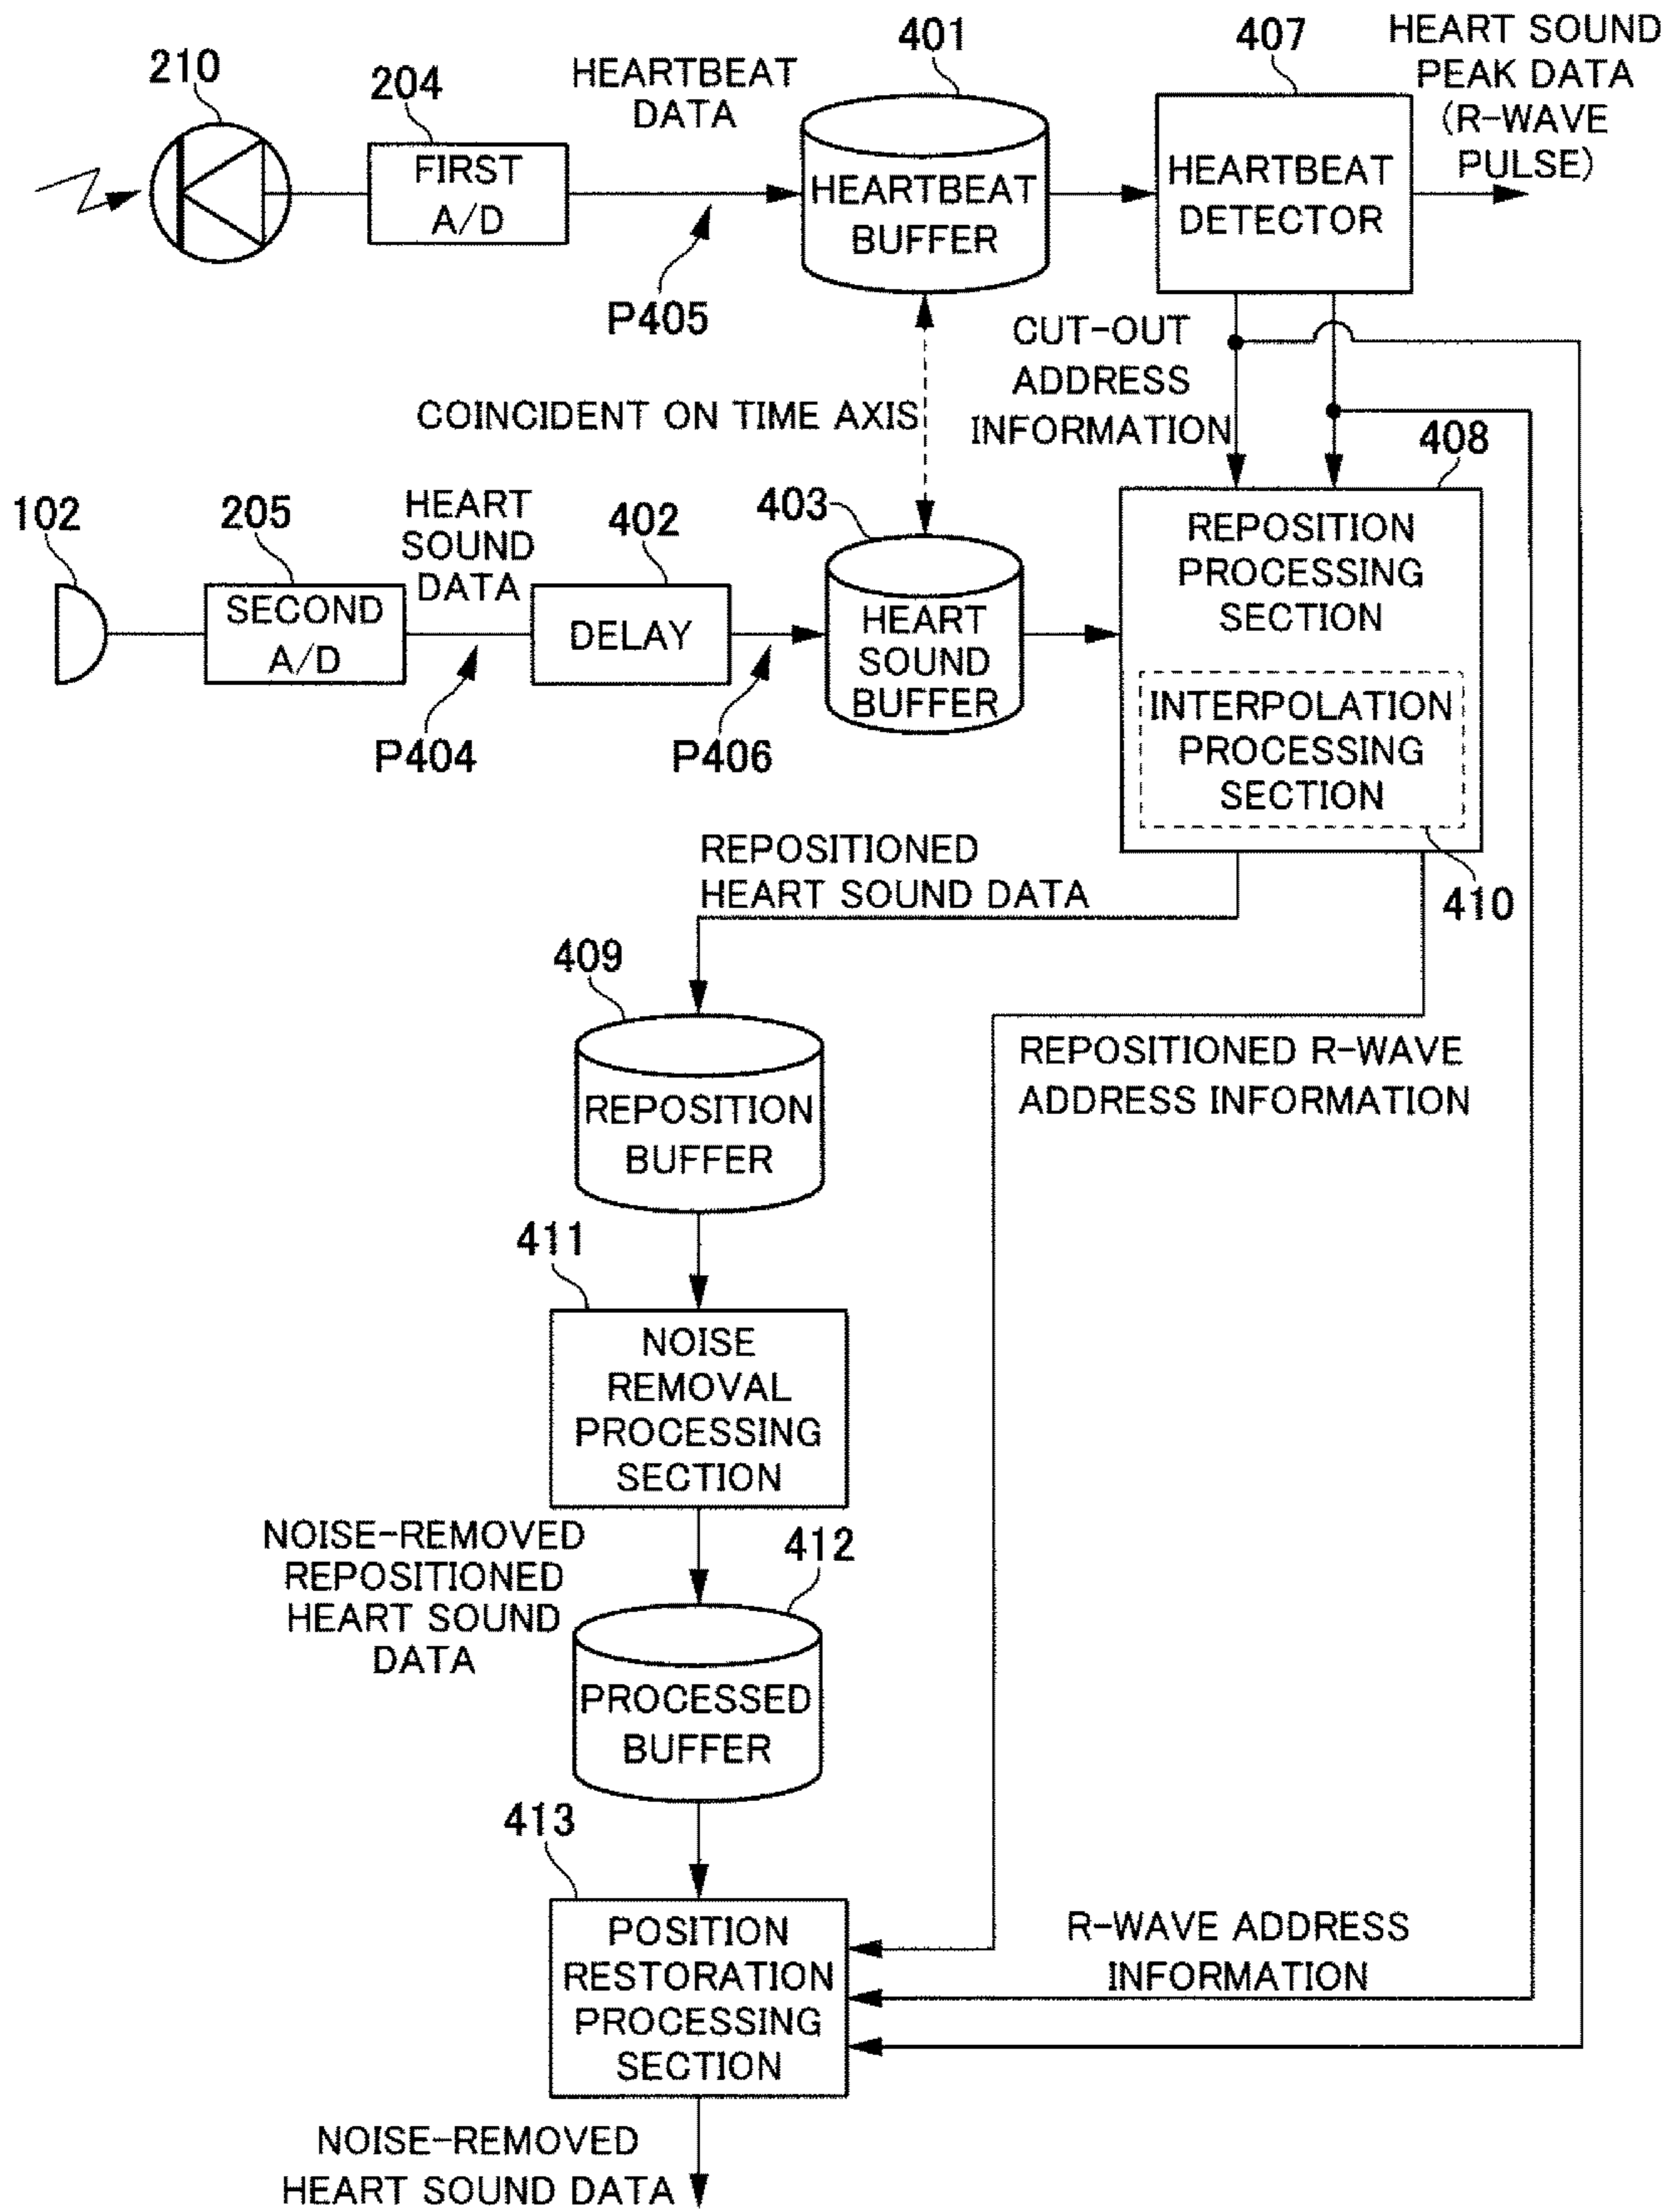 210
204
FIRST
A/D
HEARTBEAT
DATA
P405
401
HEARTBEAT
BUFFER
407
HEARTBEAT
DETECTOR
HEART SOUND
PEAK DATA
(R-WAVE
PULSE)
COINCIDENT ON TIME AXIS
CUT-OUT
ADDRESS
INFORMATION
102
205
SECOND
A/D
HEART
SOUND
DATA
P404
402
DELAY
P406
403
HEART
SOUND
BUFFER
408
REPOSITION
PROCESSING
SECTION
INTERPOLATION
PROCESSING
SECTION
410
REPOSITIONED
HEART SOUND DATA
409
REPOSITION
BUFFER
REPOSITIONED R-WAVE
ADDRESS INFORMATION
411
NOISE
REMOVAL
PROCESSING
SECTION
NOISE-REMOVED
REPOSITIONED
HEART SOUND
DATA
412
PROCESSED
BUFFER
413
POSITION
RESTORATION
PROCESSING
SECTION
R-WAVE ADDRESS
INFORMATION
NOISE-REMOVED
HEART SOUND DATA